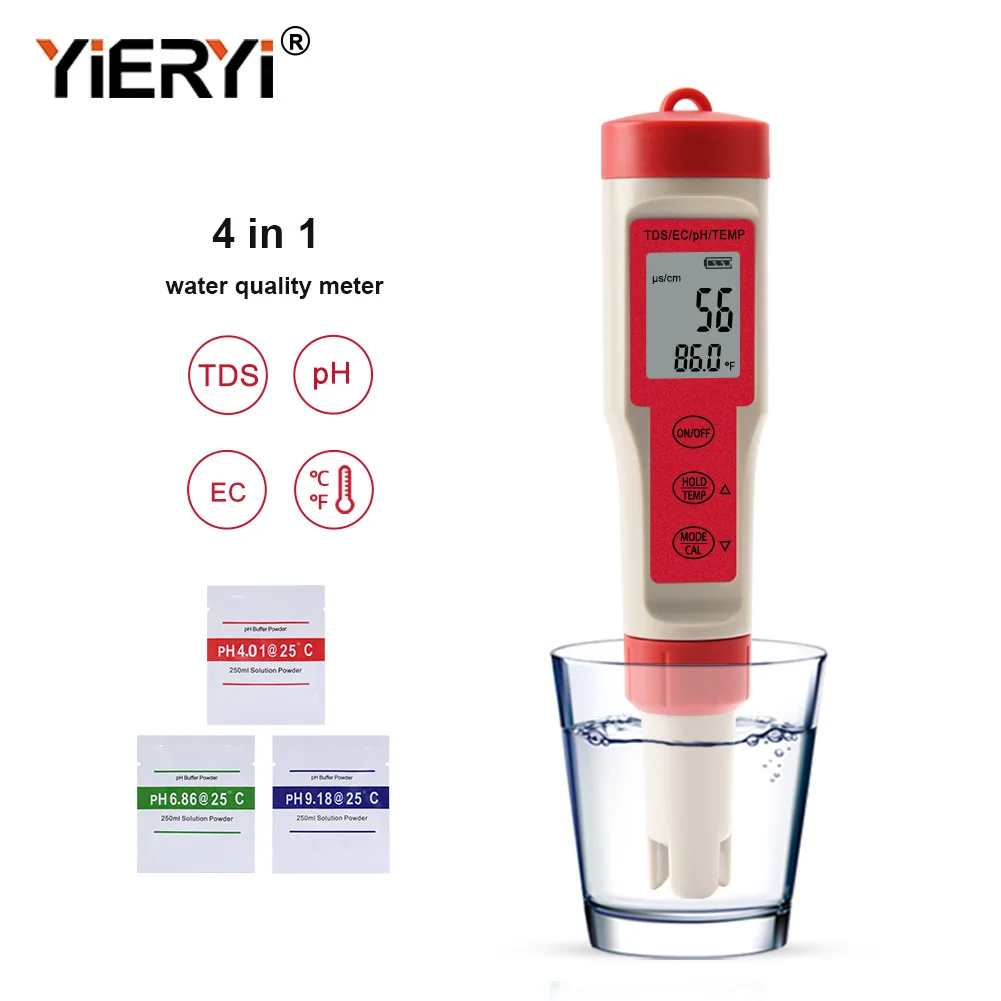 YiERYi®
4 in 1
water quality meter
TDS
pH
EC
°C
°F
pH Buffer Powder
PH4.01@25°C
250ml Solution Powder
pH Buffer Powder
PH6.86@25°C
250ml Solution Powder
pH Buffer Powder
PH9.18@25°C
250ml Solution Powder
TDS/EC/pH/TEMP
µs/cm
56
86.0°F
ON/OFF
HOLD
TEMP △
MODE
CAL ▽